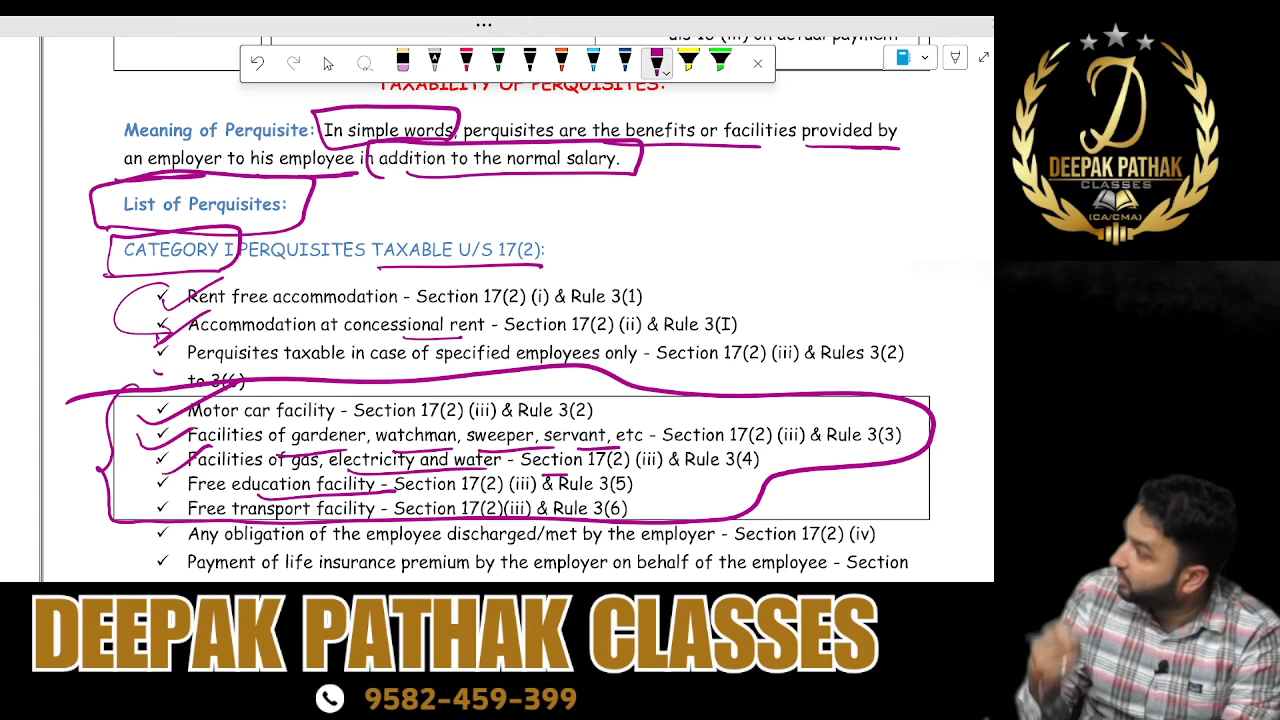 u/s 16 (iii) on actual payment
TAXABILITY OF PERQUISITES:
Meaning of Perquisite: In simple words, perquisites are the benefits or facilities provided by
an employer to his employee in addition to the normal salary.
List of Perquisites:
CATEGORY I PERQUISITES TAXABLE U/S 17(2):
✓ Rent free accommodation - Section 17(2) (i) & Rule 3(1)
✓ Accommodation at concessional rent - Section 17(2) (ii) & Rule 3(I)
✓ Perquisites taxable in case of specified employees only - Section 17(2) (iii) & Rules 3(2)
to 3(6)
✓ Motor car facility - Section 17(2) (iii) & Rule 3(2)
✓ Facilities of gardener, watchman, sweeper, servant, etc - Section 17(2) (iii) & Rule 3(3)
✓ Facilities of gas, electricity and water - Section 17(2) (iii) & Rule 3(4)
✓ Free education facility - Section 17(2) (iii) & Rule 3(5)
✓ Free transport facility - Section 17(2)(iii) & Rule 3(6)
✓ Any obligation of the employee discharged/met by the employer - Section 17(2) (iv)
✓ Payment of life insurance premium by the employer on behalf of the employee - Section
D
DEEPAK PATHAK
CLASSES
(CA/CMA)
DEEPAK PATHAK CLASSES
9582-459-399